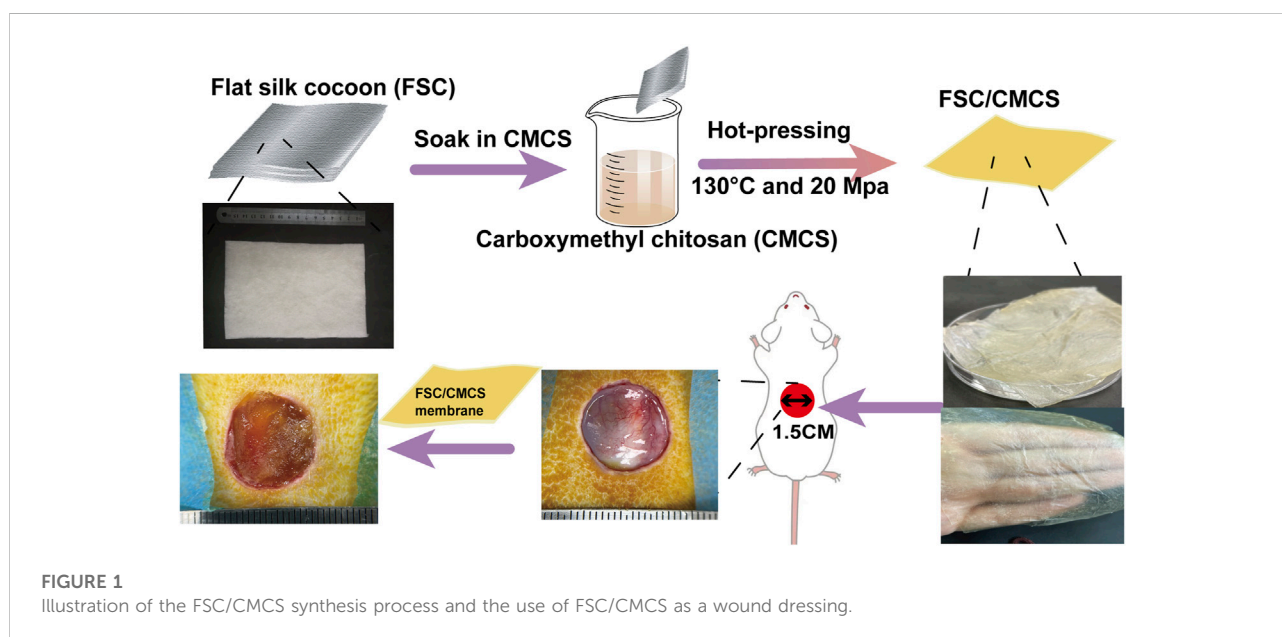 Flat silk cocoon (FSC)
Soak in CMCS
Carboxymethyl chitosan (CMCS)
Hot-pressing
130°C and 20 Mpa
FSC/CMCS
1.5CM
FSC/CMCS
membrane
FIGURE 1
Illustration of the FSC/CMCS synthesis process and the use of FSC/CMCS as a wound dressing.